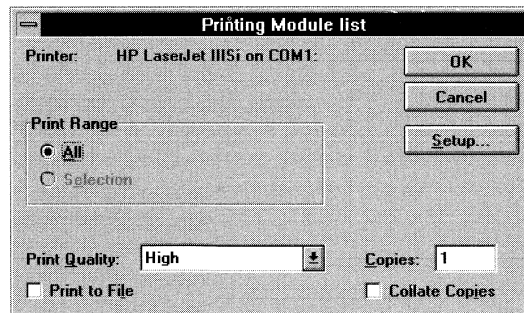 Printing Module list
Printer: HP LaserJet IIISi on COM1:
OK
Cancel
Setup...
Print Range
All
Selection
Print Quality: High
Copies: 1
Print to File
Collate Copies